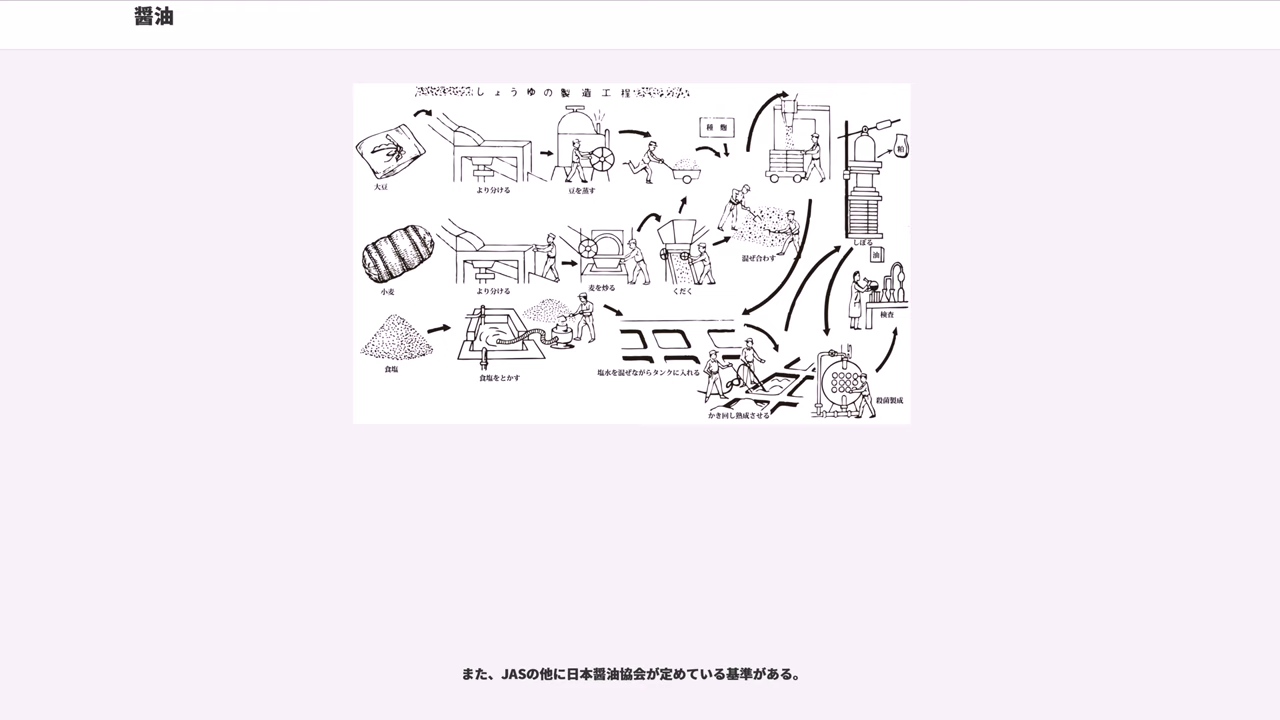 醤油
しょうゆの製造工程
種麹
粕
大豆
より分ける
豆を蒸す
しぼる
油
混ぜ合わす
小麦
より分ける
麦を炒る
くだく
検査
食塩
食塩をとかす
塩水を混ぜながらタンクに入れる
殺菌製成
かき回し熟成させる
また、JASの他に日本醤油協会が定めている基準がある。